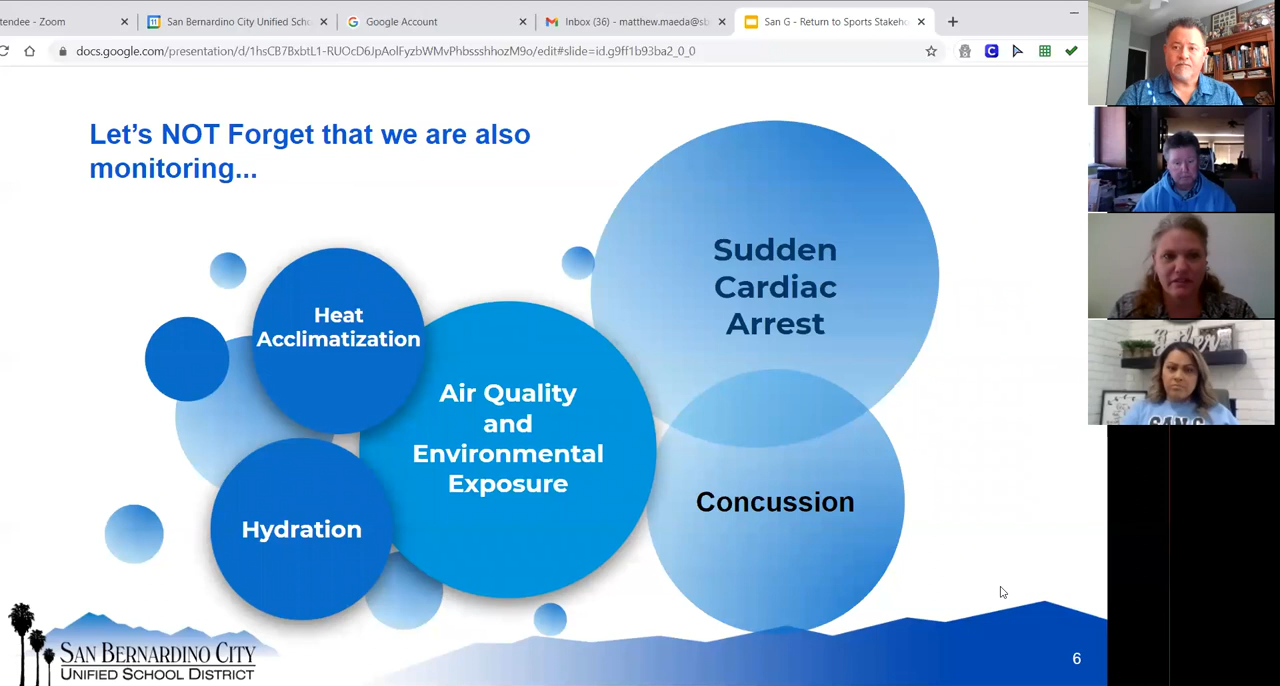 tendee - Zoom
San Bernardino City Unified Scho
Google Account
Inbox (36) - matthew.maeda@sb
San G - Return to Sports Stakeh
docs.google.com/presentation/d/1hsCB7BxbtL1-RUOcD6JpAolFyzbWMvPhbssshhozM9o/edit#slide=id.g9ff1b93ba2_0_0
Let's NOT Forget that we are also
monitoring...
Sudden
Cardiac
Arrest
Heat
Acclimatization
Air Quality
and
Environmental
Exposure
Hydration
Concussion
SAN BERNARDINO CITY
UNIFIED SCHOOL DISTRICT
6